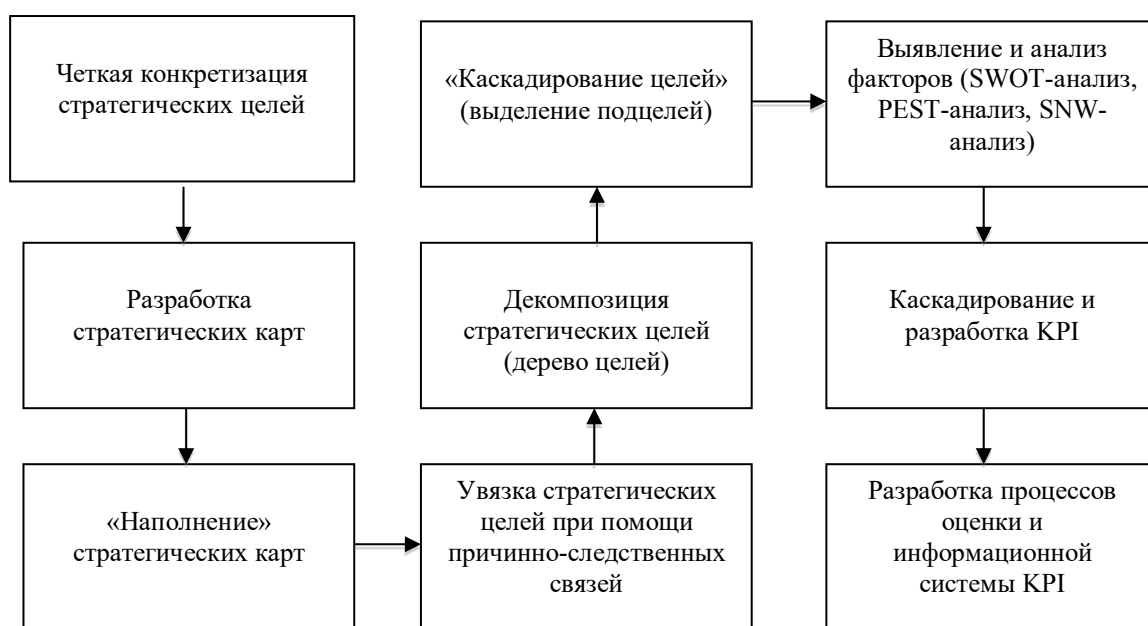 Четкая конкретизация
стратегических целей
Разработка
стратегических карт
«Наполнение»
стратегических карт
Увязка стратегических
целей при помощи
причинно-следственных
связей
Декомпозиция
стратегических целей
(дерево целей)
«Каскадирование целей»
(выделение подцелей)
Выявление и анализ
факторов (SWOT-анализ,
PEST-анализ, SNW-
анализ)
Каскадирование и
разработка KPI
Разработка процессов
оценки и
информационной
системы KPI